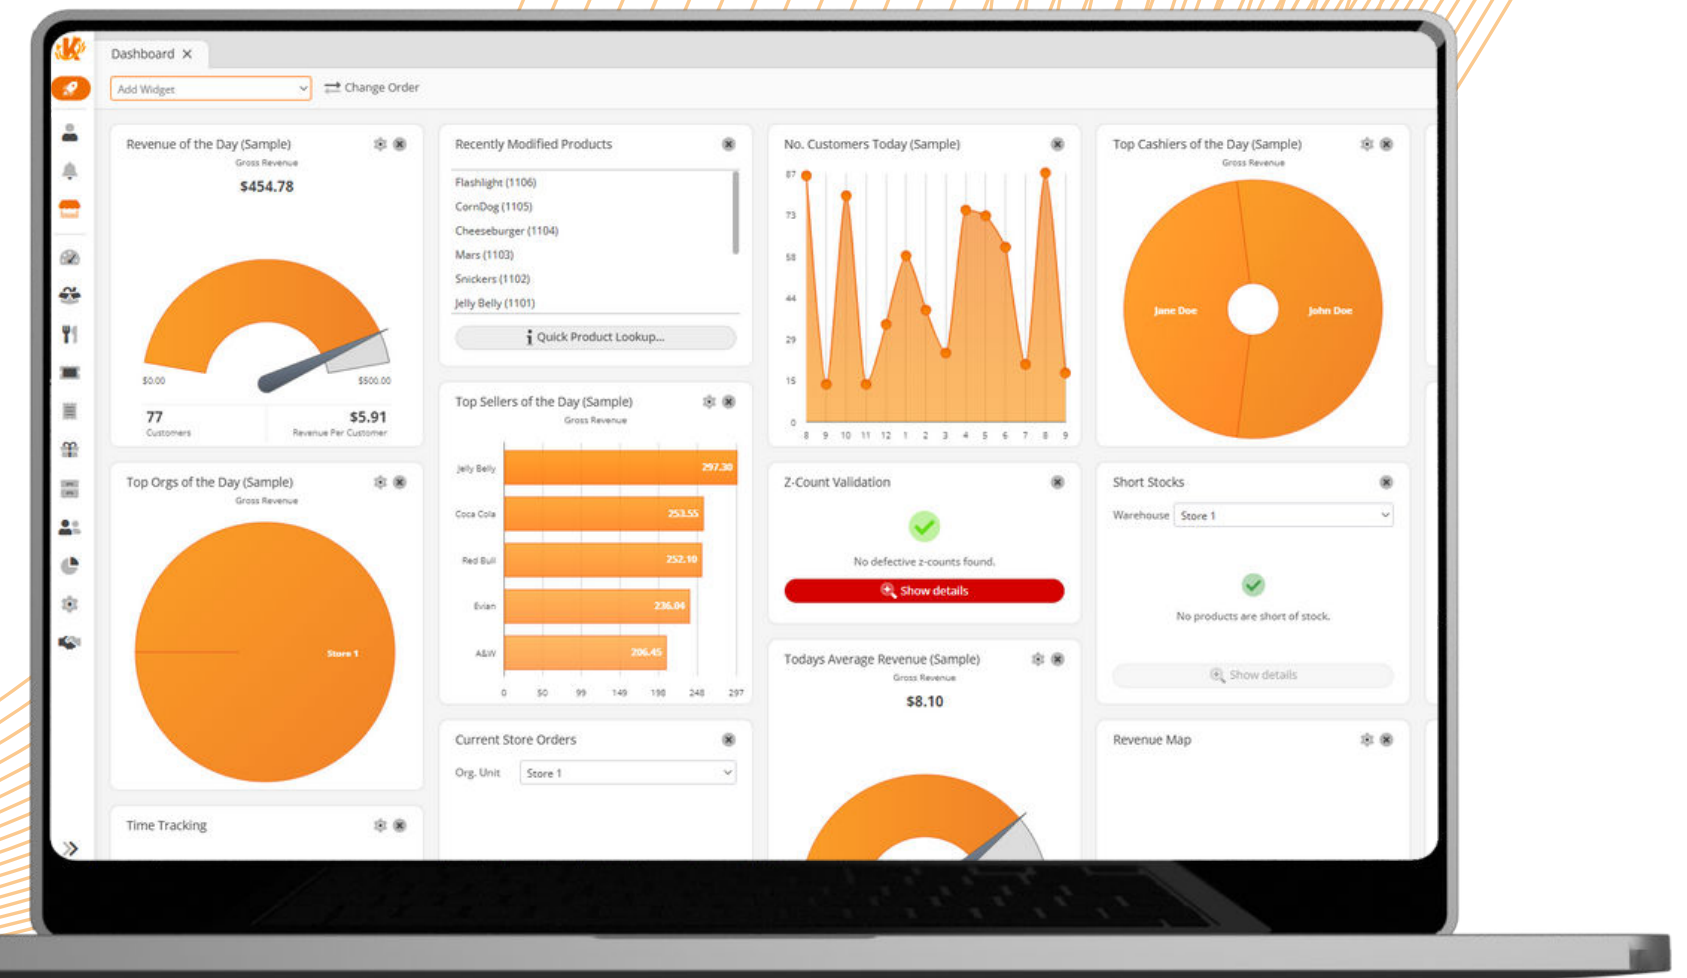 Dashboard
Add Widget
Change Order
Revenue of the Day (Sample)
Gross Revenue
$454.78
$0.00
$500.00
77
Customers
$5.91
Revenue Per Customer
Top Orgs of the Day (Sample)
Gross Revenue
Store 1
Time Tracking
Recently Modified Products
Flashlight (1106)
CornDog (1105)
Cheeseburger (1104)
Mars (1103)
Snickers (1102)
Jelly Belly (1101)
Quick Product Lookup...
Top Sellers of the Day (Sample)
Gross Revenue
Jelly Belly 297.30
Coca Cola 253.55
Red Bull 252.10
Evian 236.04
A&W 206.45
0 50 99 149 198 248 297
Current Store Orders
Org. Unit Store 1
No. Customers Today (Sample)
87
73
58
44
29
15
0
8 9 10 11 12 1 2 3 4 5 6 7 8 9
Z-Count Validation
No defective z-counts found.
Show details
Todays Average Revenue (Sample)
Gross Revenue
$8.10
Top Cashiers of the Day (Sample)
Gross Revenue
Jane Doe
John Doe
Short Stocks
Warehouse Store 1
No products are short of stock.
Show details
Revenue Map